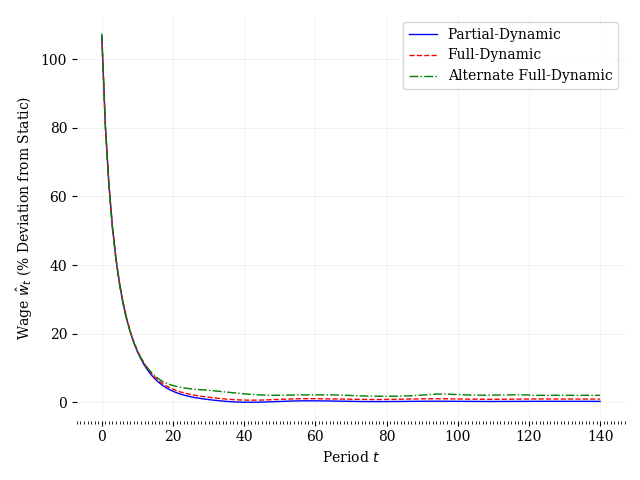 Partial-Dynamic
Full-Dynamic
Alternate Full-Dynamic
Wage ŵ_t (% Deviation from Static)
100
80
60
40
20
0
0 20 40 60 80 100 120 140
Period t